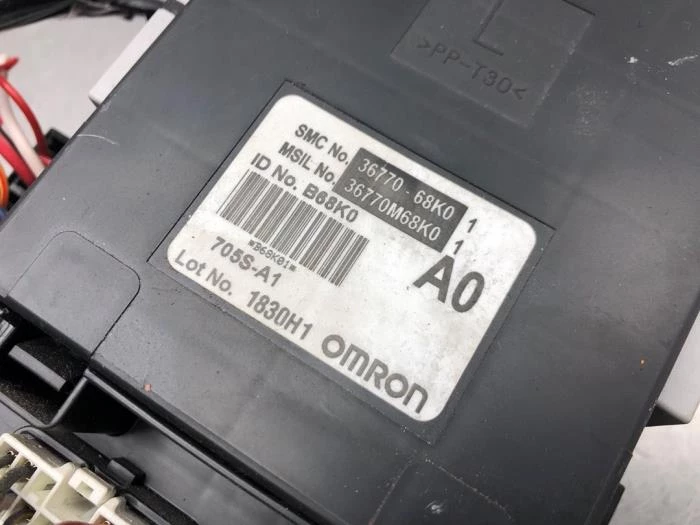 >PP-T30<
SMC No. 36770-68K0 1
MSIL No. 36770M68K0 1
ID No. B68K0
A0
*B68K01*
705S-A1
Lot No. 1830H1 OMRON